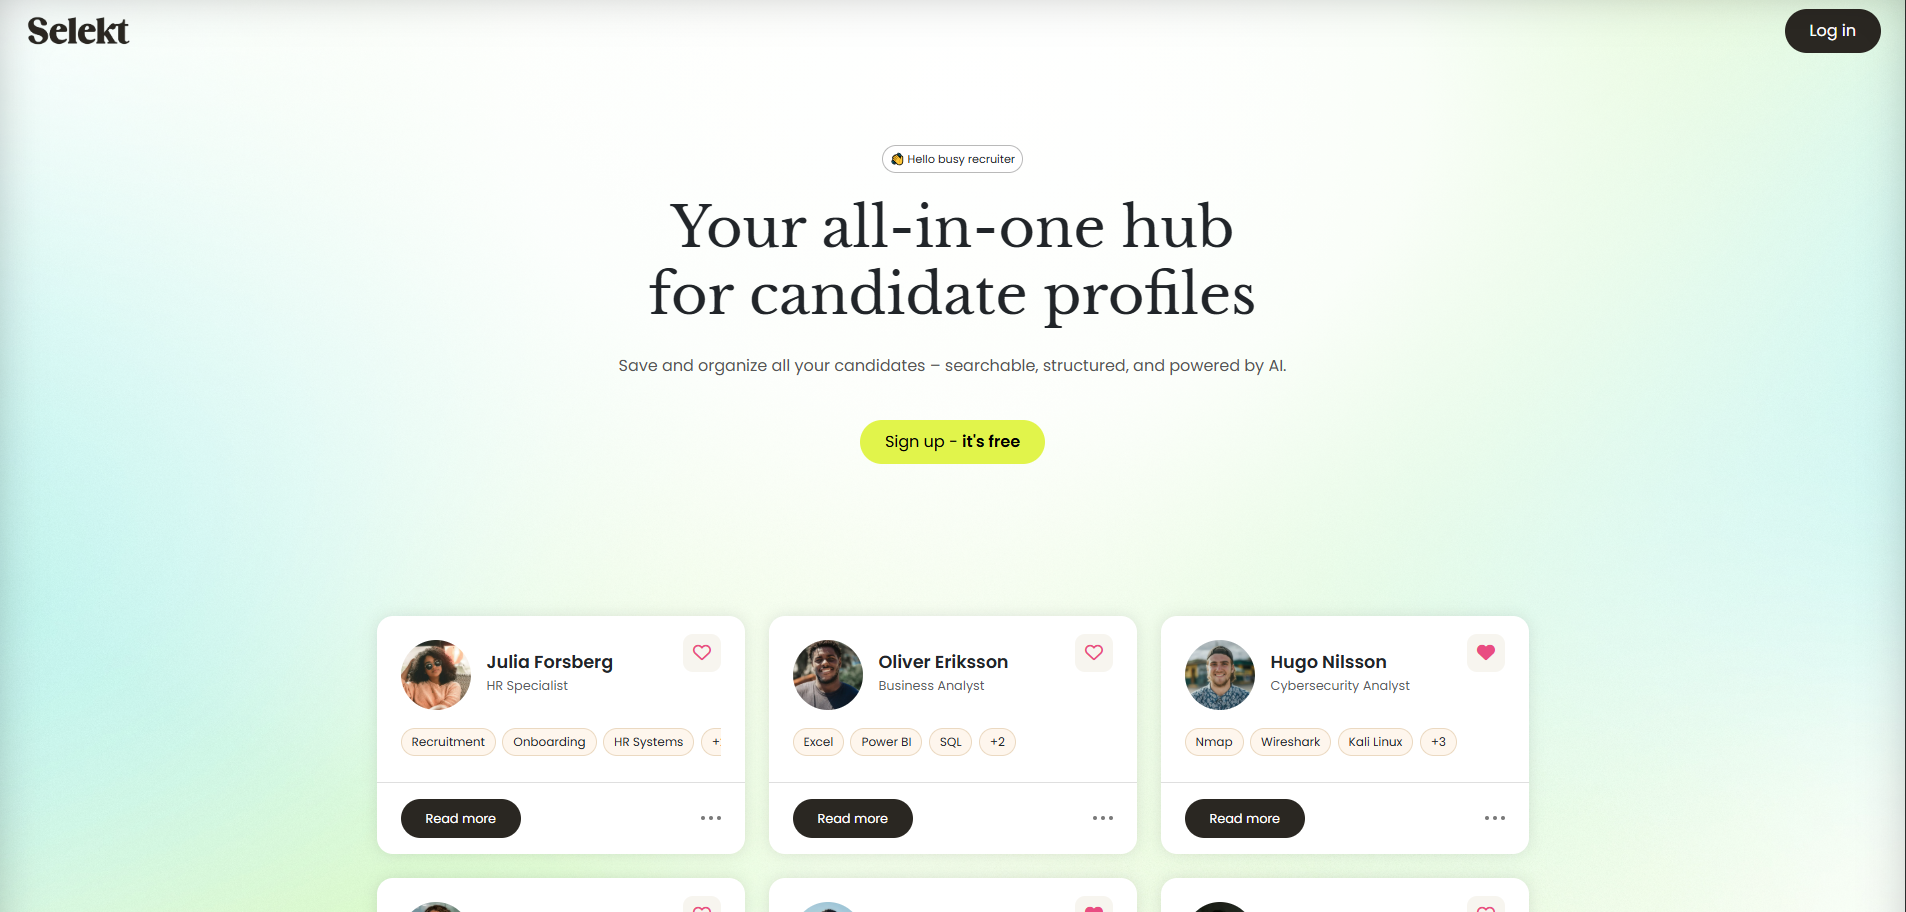 Selekt
Log in
👋 Hello busy recruiter
Your all-in-one hub
for candidate profiles
Save and organize all your candidates – searchable, structured, and powered by AI.
Sign up - it's free
Julia Forsberg
HR Specialist
Recruitment Onboarding HR Systems
Read more
Oliver Eriksson
Business Analyst
Excel Power BI SQL +2
Read more
Hugo Nilsson
Cybersecurity Analyst
Nmap Wireshark Kali Linux +3
Read more